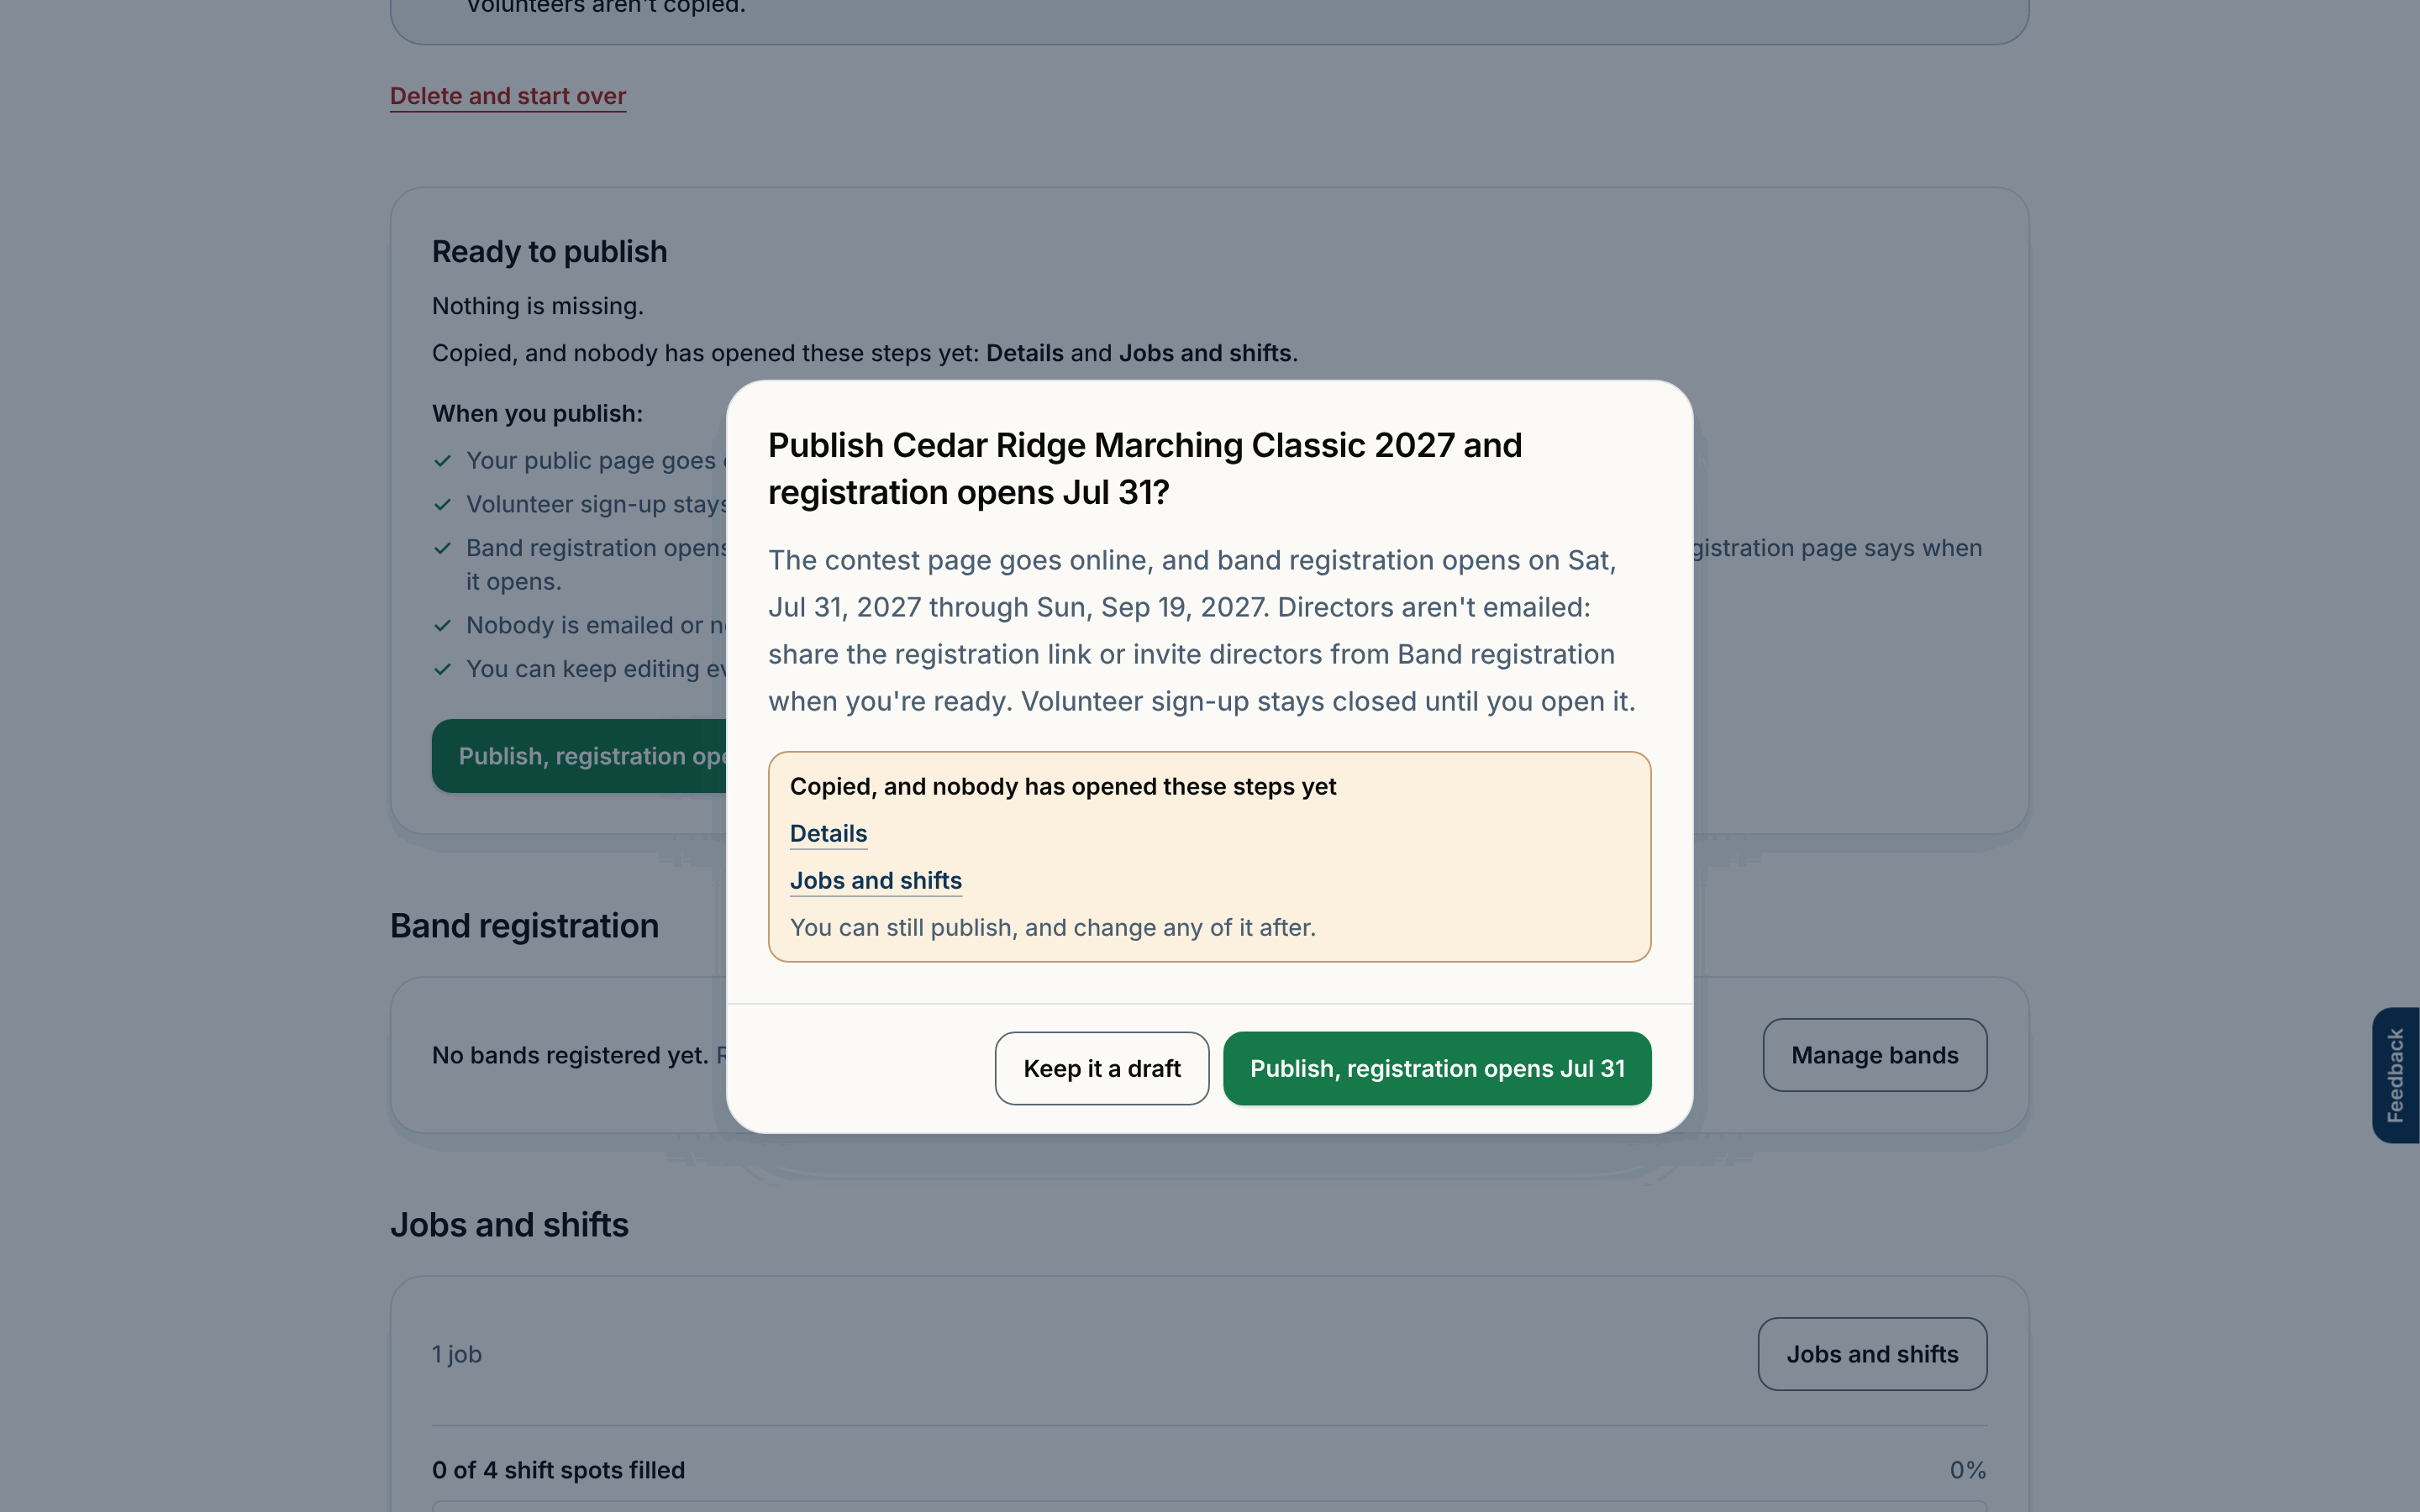 Volunteers aren't copied.
Delete and start over
Ready to publish
Nothing is missing.
Copied, and nobody has opened these steps yet: Details and Jobs and shifts.
When you publish:
Your public page goes
Volunteer sign-up stays
Band registration opens
gistration page says when
it opens.
Nobody is emailed or
You can keep editing
Publish, registration
Publish Cedar Ridge Marching Classic 2027 and
registration opens Jul 31?
The contest page goes online, and band registration opens on Sat,
Jul 31, 2027 through Sun, Sep 19, 2027. Directors aren't emailed:
share the registration link or invite directors from Band registration
when you're ready. Volunteer sign-up stays closed until you open it.
Copied, and nobody has opened these steps yet
Details
Jobs and shifts
You can still publish, and change any of it after.
Keep it a draft
Publish, registration opens Jul 31
Band registration
No bands registered yet.
Manage bands
Feedback
Jobs and shifts
1 job
Jobs and shifts
0 of 4 shift spots filled
0%